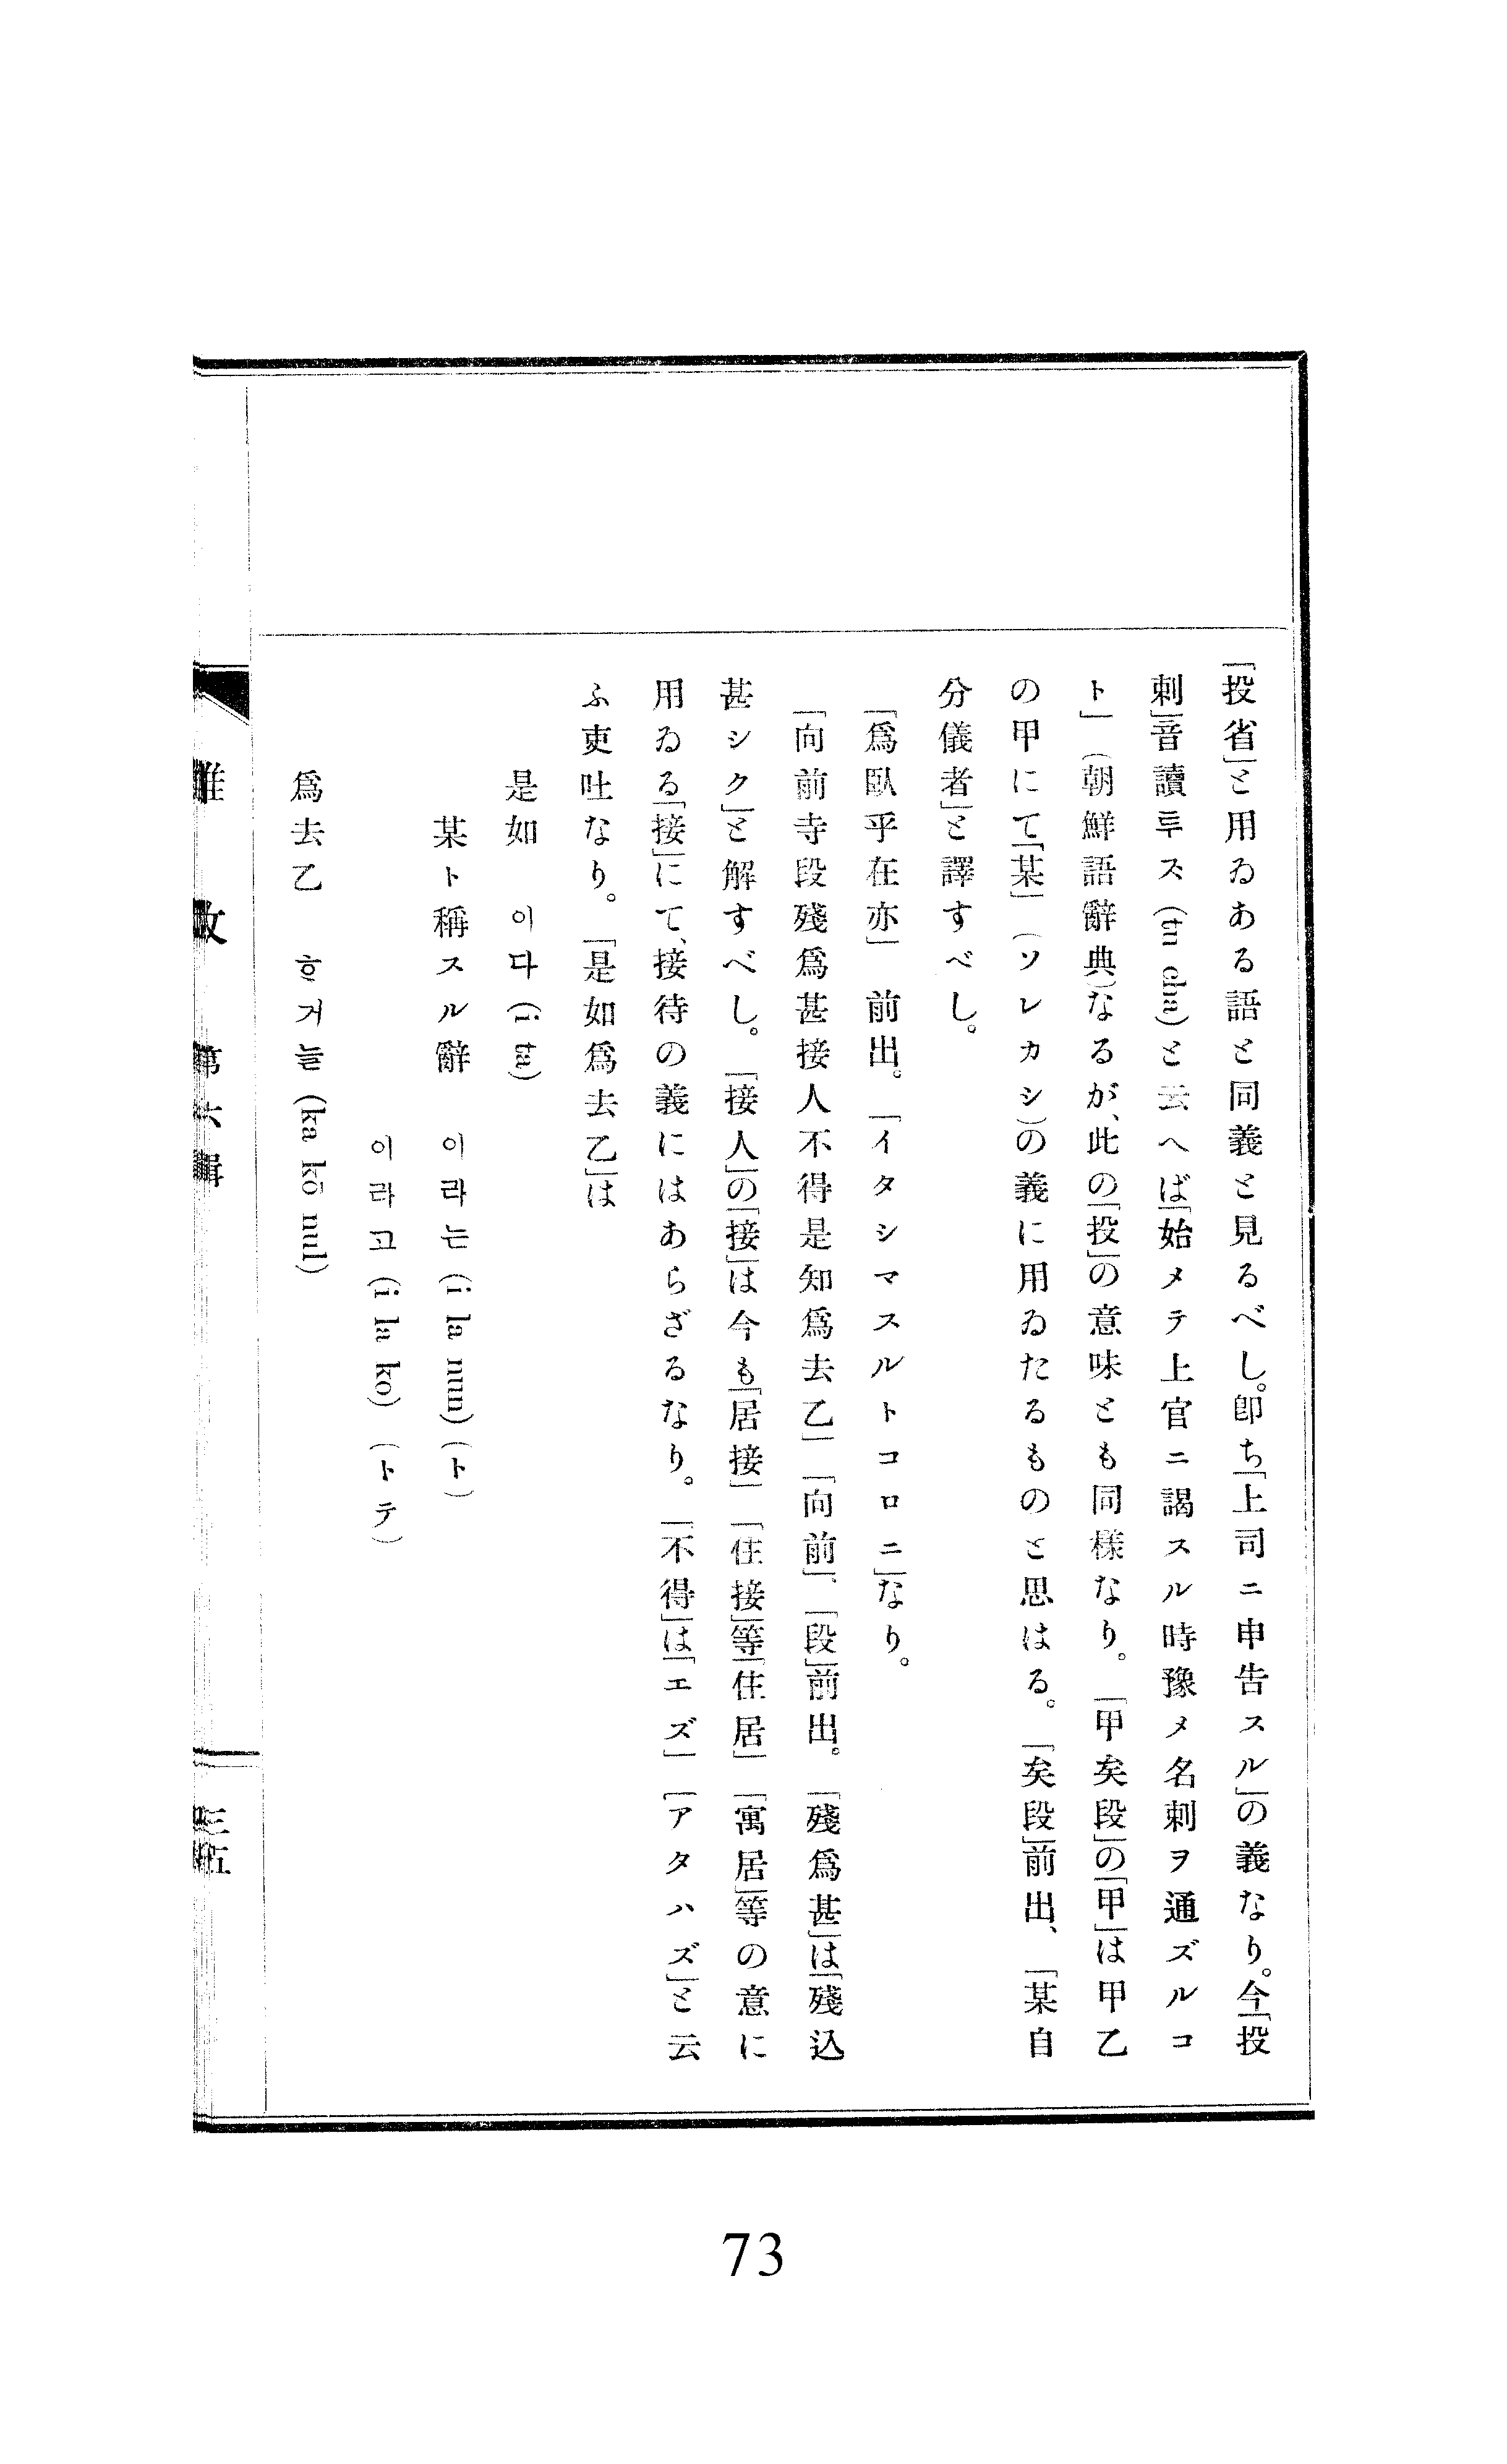 「投省」と用ゐある語と同義と見るべし。卽ち「上司ニ申告スル」の義なり。今「投
刺」音讀투ᄌᆞ(tu chă)と云へば「始メテ上官ニ謁スル時豫メ名刺ヲ通ズルコ
ト」(朝鮮語辭典)なるが、此の「投」の意味とも同樣なり。「甲矣段」の「甲」は甲乙
の甲にて「某」(ソレカシ)の義に用ゐたるものと思はる。「矣段」前出、「某自
分儀者」と譯すべし。
「爲臥乎在亦」前出。「イタシマスルトコロニ」なり。
「向前寺段殘爲甚接人不得是知爲去乙」「向前」、「段」前出。「殘爲甚」は「殘込
甚シク」と解すべし。「接人」の「接」は今も「居接」「住接」等「住居」「寓居」等の意に
用ゐる「接」にて、接待の義にはあらざるなり。「不得」は「エズ」「アタハズ」と云
ふ吏吐なり。「是如爲去乙」は
是如 이다(i ta)
某ト稱スル辭 이라는(i la nun)(ト)
이라고(i la ko)(トテ)
爲去乙 ᄒᆞ거늘(ka kŏ nul)
稚攻 第六輯
三五
73